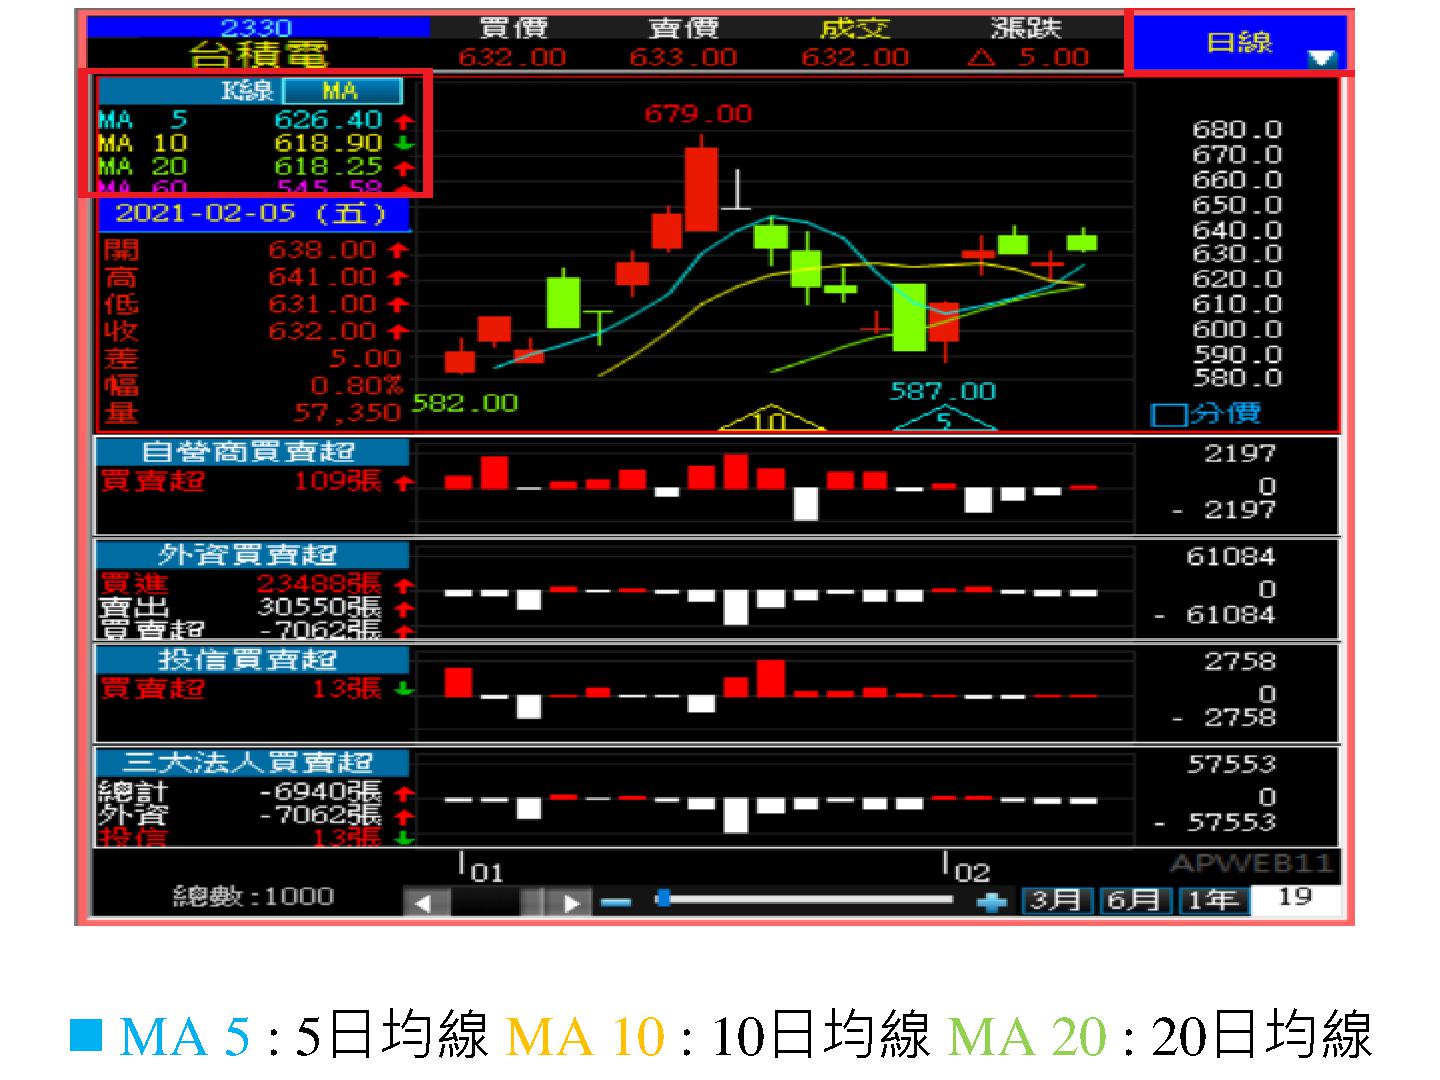 2330 買價 賣價 成交 漲跌 日線
台積電 632.00 633.00 632.00 △ 5.00
K線 MA
MA 5 626.40
MA 10 618.90
MA 20 618.25
MA 60 545.58
2021-02-05 (五)
開 638.00
高 641.00
低 631.00
收 632.00
差 5.00
幅 0.80%
量 57,350
679.00
582.00
587.00
10
5
680.0
670.0
660.0
650.0
640.0
630.0
620.0
610.0
600.0
590.0
580.0
分價
自營商買賣超
買賣超 109張
2197
0
- 2197
外資買賣超
買進 23488張
賣出 30550張
買賣超 -7062張
61084
0
- 61084
投信買賣超
買賣超 13張
2758
0
- 2758
三大法人買賣超
總計 -6940張
外資 -7062張
投信 13張
57553
0
- 57553
01 02 APWEB11
總數:1000 3月 6月 1年 19
MA 5 : 5日均線 MA 10 : 10日均線 MA 20 : 20日均線